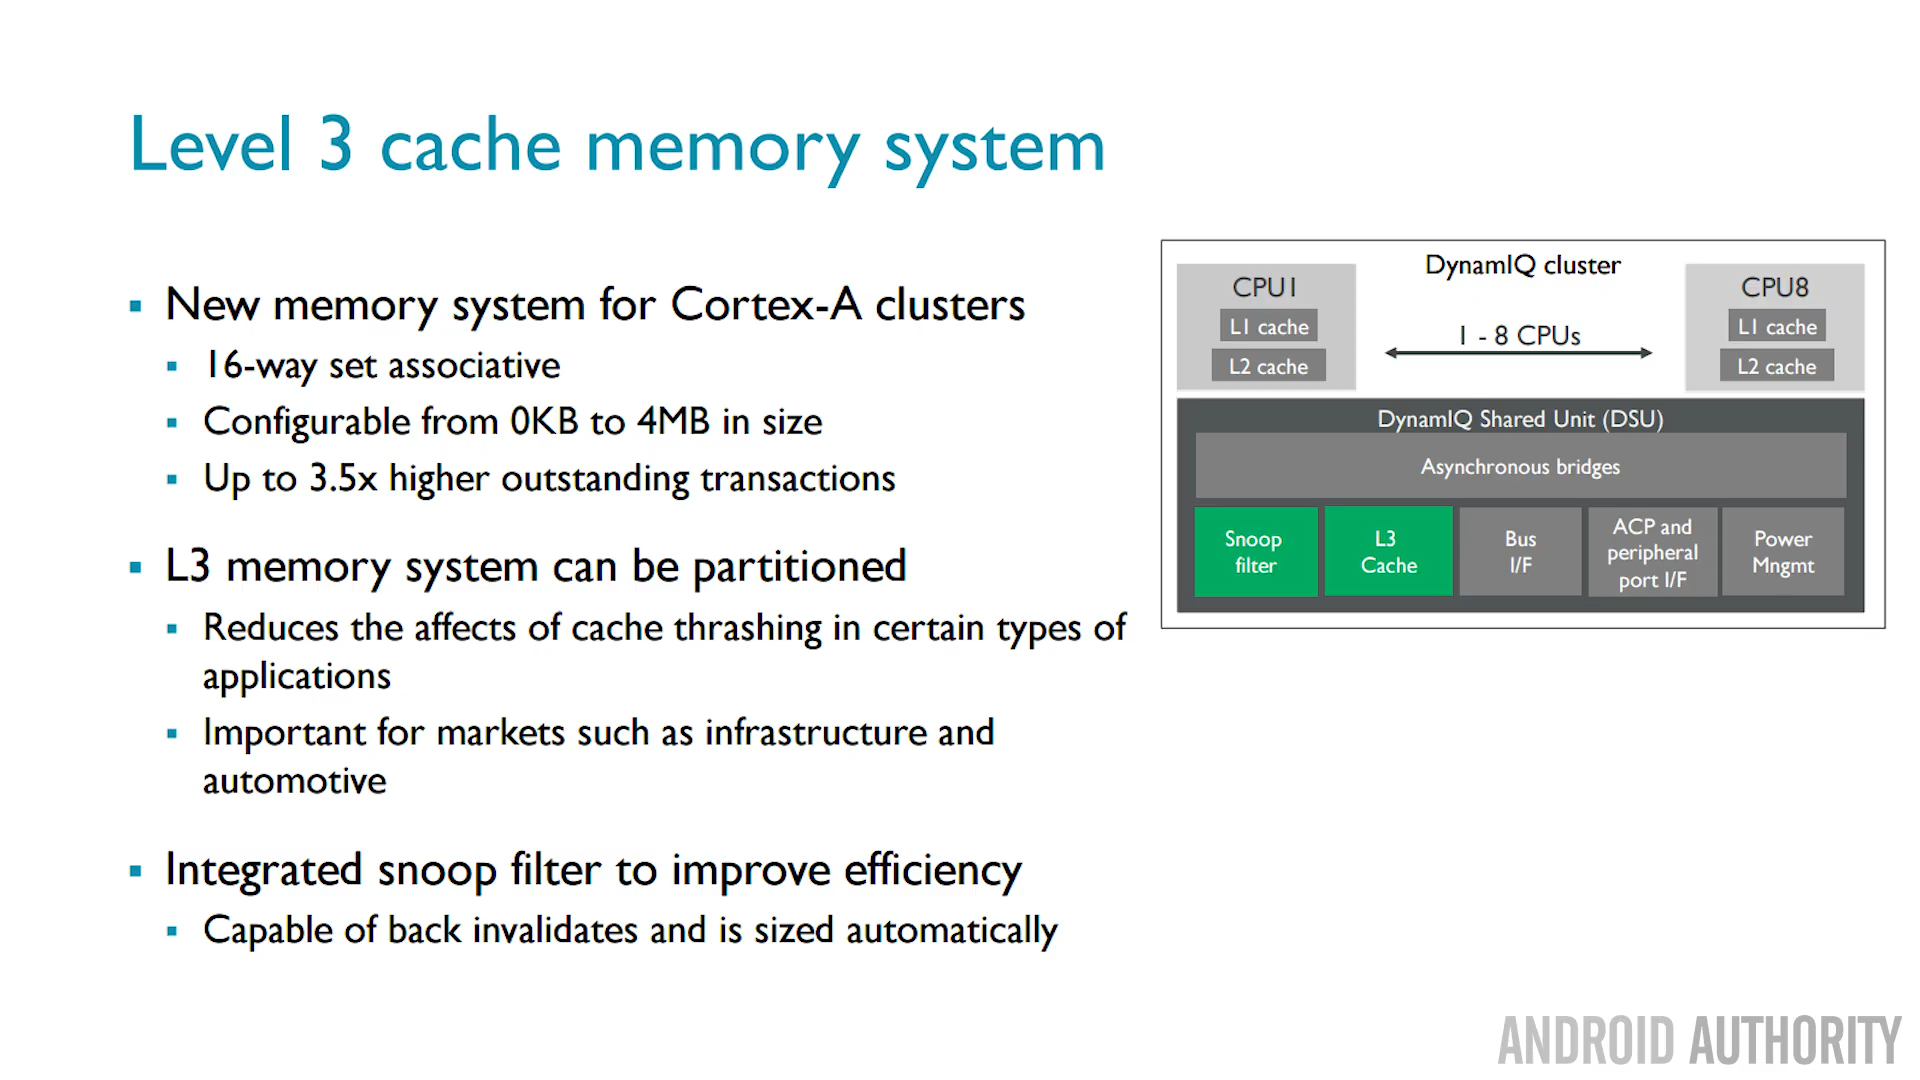 Level 3 cache memory system
New memory system for Cortex-A clusters
16-way set associative
Configurable from 0KB to 4MB in size
Up to 3.5x higher outstanding transactions
L3 memory system can be partitioned
Reduces the affects of cache thrashing in certain types of
applications
Important for markets such as infrastructure and
automotive
Integrated snoop filter to improve efficiency
Capable of back invalidates and is sized automatically
DynamIQ cluster
CPU1
L1 cache
L2 cache
1 - 8 CPUs
CPU8
L1 cache
L2 cache
DynamIQ Shared Unit (DSU)
Asynchronous bridges
Snoop
filter
L3
Cache
Bus
I/F
ACP and
peripheral
port I/F
Power
Mngmt
ANDROID AUTHORITY